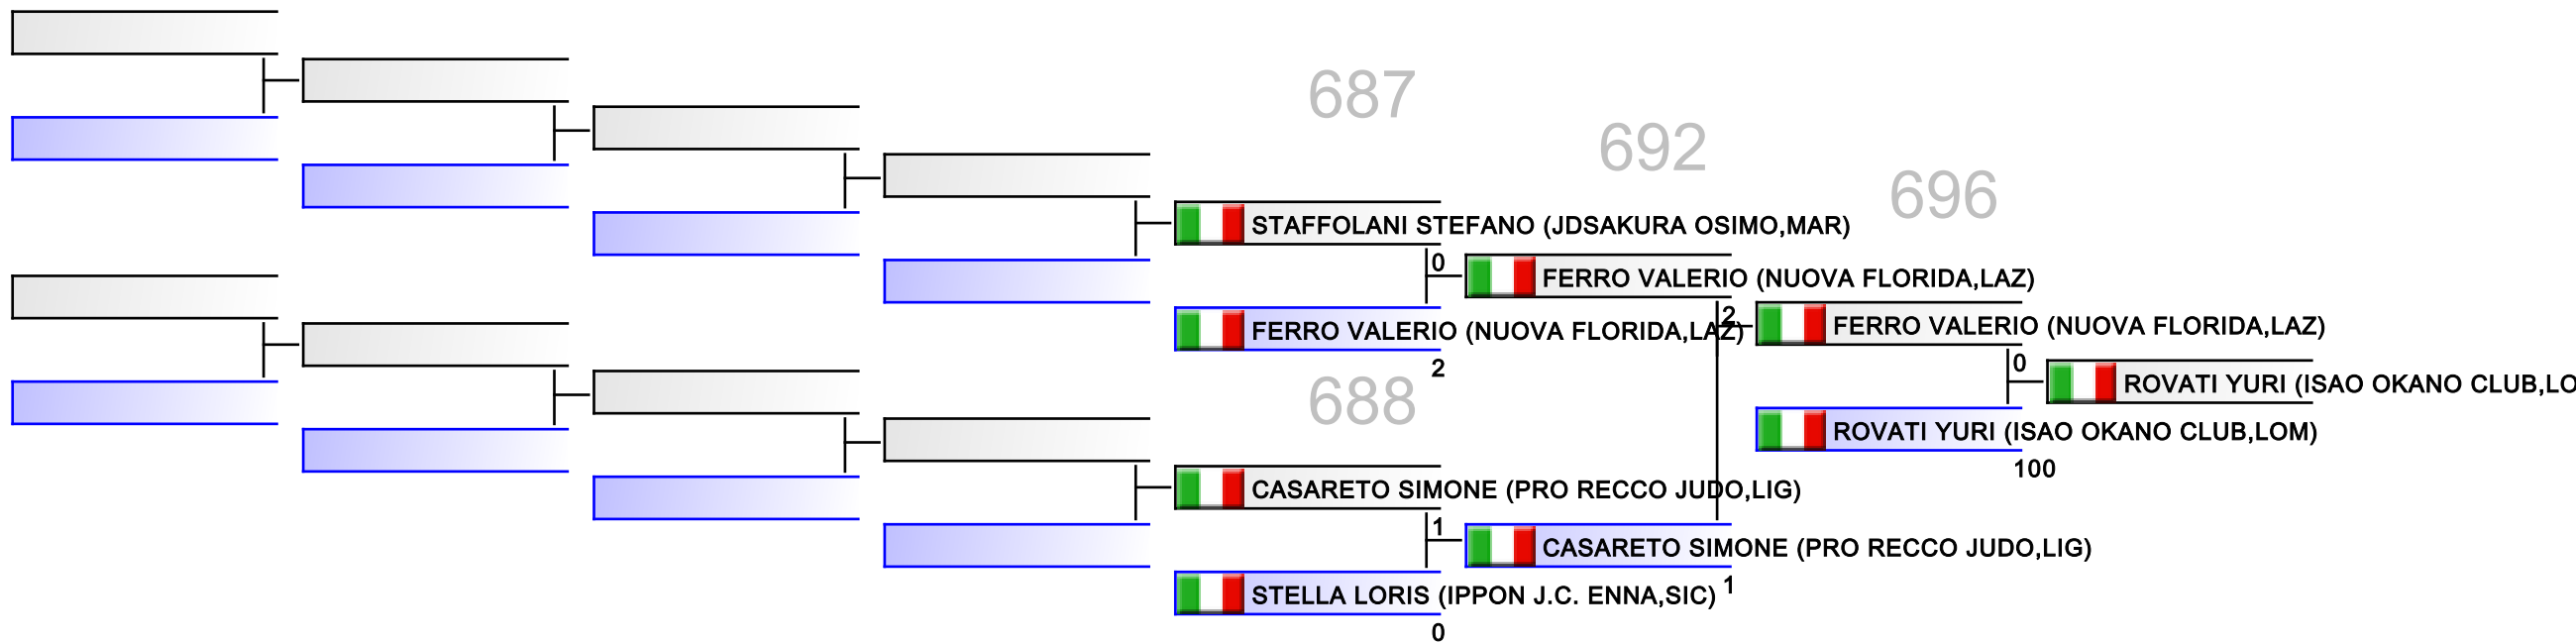 687
692
696
STAFFOLANI STEFANO (JDSAKURA OSIMO,MAR)
0
FERRO VALERIO (NUOVA FLORIDA,LAZ)
2
FERRO VALERIO (NUOVA FLORIDA,LAZ)
FERRO VALERIO (NUOVA FLORIDA,LAZ)
2
0
ROVATI YURI (ISAO OKANO CLUB,LO
688
ROVATI YURI (ISAO OKANO CLUB,LOM)
100
CASARETO SIMONE (PRO RECCO JUDO,LIG)
1
CASARETO SIMONE (PRO RECCO JUDO,LIG)
1
STELLA LORIS (IPPON J.C. ENNA,SIC)
0